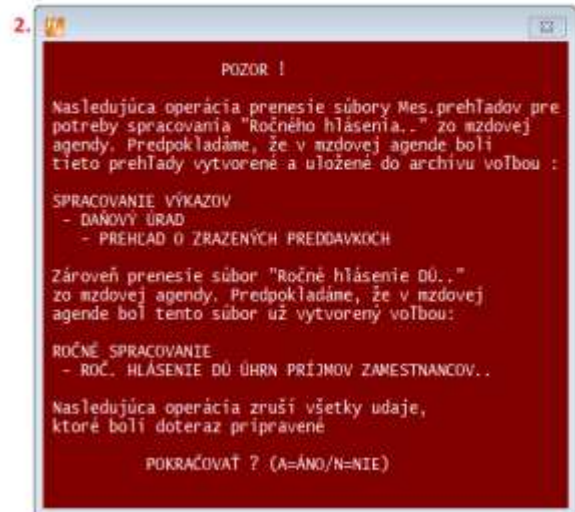 2.
POZOR !
Nasledujúca operácia prenesie súbory Mes.prehľadov pre
potreby spracovania "Ročného hlásenia.." zo mzdovej
agendy. Predpokladáme, že v mzdovej agende boli
tieto prehľady vytvorené a uložené do archívu voľbou :
SPRACOVANIE VÝKAZOV
- DAŇOVÝ ÚRAD
- PREHĽAD O ZRAZENÝCH PREDDAVKOCH
Zároveň prenesie súbor "Ročné hlásenie DÚ.."
zo mzdovej agendy. Predpokladáme, že v mzdovej
agende bol tento súbor už vytvorený voľbou:
ROČNÉ SPRACOVANIE
- ROČ. HLÁSENIE DÚ ÚHRN PRÍJMOV ZAMESTNANCOV..
Nasledujúca operácia zruší všetky udaje,
ktoré boli doteraz pripravené
POKRAČOVAŤ ? (A=ÁNO/N=NIE)